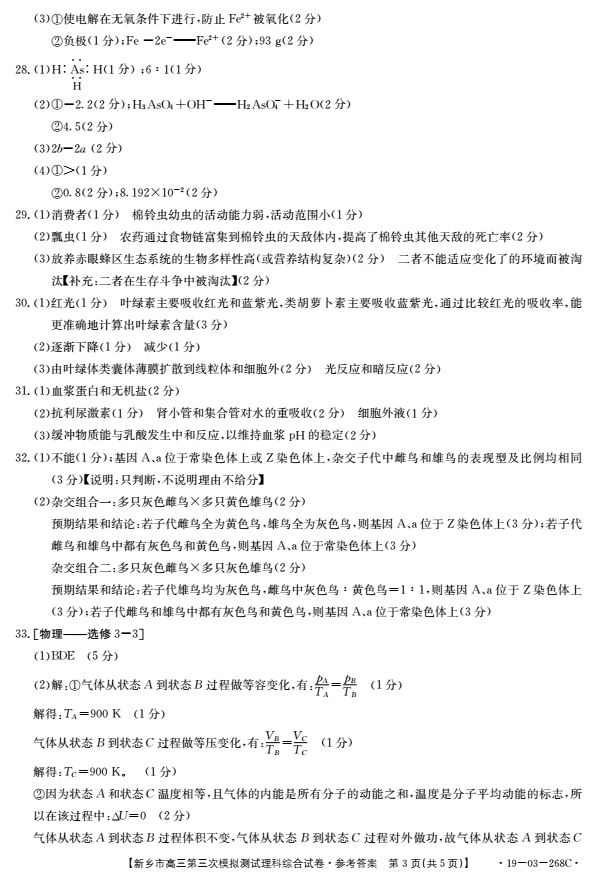 (3)①使电解在无氧条件下进行,防止 Fe²⁺ 被氧化(2 分)
②负极(1 分);Fe－2e⁻══Fe²⁺(2 分);93 g(2 分)
28.(1)H∶Ä̤s∶H(1 分);6∶1(1 分)
H
(2)①－2.2(2 分);H₃AsO₄＋OH⁻══H₂AsO₄⁻＋H₂O(2 分)
②4.5(2 分)
(3)2b－2a (2 分)
(4)①>(1 分)
②0.8(2 分);8.192×10⁻²(2 分)
29.(1)消费者(1 分) 棉铃虫幼虫的活动能力弱,活动范围小(1 分)
(2)瓢虫(1 分) 农药通过食物链富集到棉铃虫的天敌体内,提高了棉铃虫其他天敌的死亡率(2 分)
(3)放养赤眼蜂区生态系统的生物多样性高(或营养结构复杂)(2 分) 二者不能适应变化了的环境而被淘
汰【补充:二者在生存斗争中被淘汰】(2 分)
30.(1)红光(1 分) 叶绿素主要吸收红光和蓝紫光,类胡萝卜素主要吸收蓝紫光,通过比较红光的吸收率,能
更准确地计算出叶绿素含量(3 分)
(2)逐渐下降(1 分) 减少(1 分)
(3)由叶绿体类囊体薄膜扩散到线粒体和细胞外(2 分) 光反应和暗反应(2 分)
31.(1)血浆蛋白和无机盐(2 分)
(2)抗利尿激素(1 分) 肾小管和集合管对水的重吸收(2 分) 细胞外液(1 分)
(3)缓冲物质能与乳酸发生中和反应,以维持血浆 pH 的稳定(2 分)
32.(1)不能(1 分);基因 A、a 位于常染色体上或 Z 染色体上,杂交子代中雌鸟和雄鸟的表现型及比例均相同
(3 分)【说明:只判断,不说明理由不给分】
(2)杂交组合一:多只灰色雌鸟×多只黄色雄鸟(2 分)
预期结果和结论:若子代雌鸟全为黄色鸟,雄鸟全为灰色鸟,则基因 A、a 位于 Z 染色体上(3 分);若子代
雌鸟和雄鸟中都有灰色鸟和黄色鸟,则基因 A、a 位于常染色体上(3 分)
杂交组合二:多只灰色雌鸟×多只灰色雄鸟(2 分)
预期结果和结论:若子代雄鸟均为灰色鸟,雌鸟中灰色鸟∶黄色鸟＝1∶1,则基因 A、a 位于 Z 染色体上
(3 分);若子代雌鸟和雄鸟中都有灰色鸟和黄色鸟,则基因 A、a 位于常染色体上(3 分)
33.[物理——选修 3－3]
(1)BDE (5 分)
(2)解:①气体从状态 A 到状态 B 过程做等容变化,有:p_A/T_A＝p_B/T_B (1 分)
解得:T_A＝900 K (1 分)
气体从状态 B 到状态 C 过程做等压变化,有:V_B/T_B＝V_C/T_C (1 分)
解得:T_C＝900 K。 (1 分)
②因为状态 A 和状态 C 温度相等,且气体的内能是所有分子的动能之和,温度是分子平均动能的标志,所
以在该过程中:ΔU＝0 (2 分)
气体从状态 A 到状态 B 过程体积不变,气体从状态 B 到状态 C 过程对外做功,故气体从状态 A 到状态 C
【新乡市高三第三次模拟测试理科综合试卷·参考答案 第 3 页(共 5 页)】 ·19－03－268C·